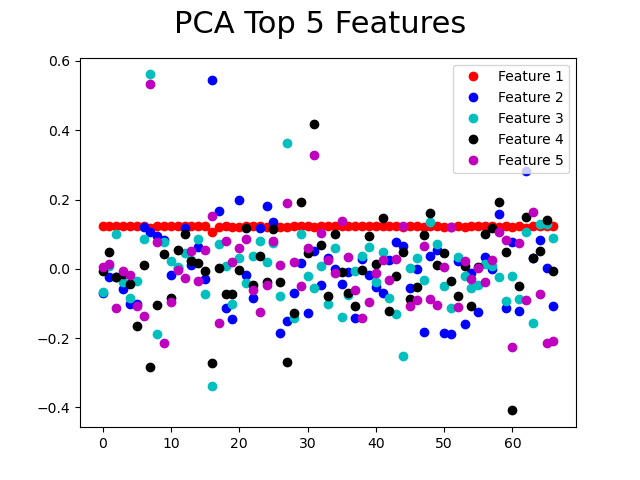 PCA Top 5 Features
0.6
0.4
0.2
0.0
−0.2
−0.4
0 10 20 30 40 50 60
Feature 1
Feature 2
Feature 3
Feature 4
Feature 5